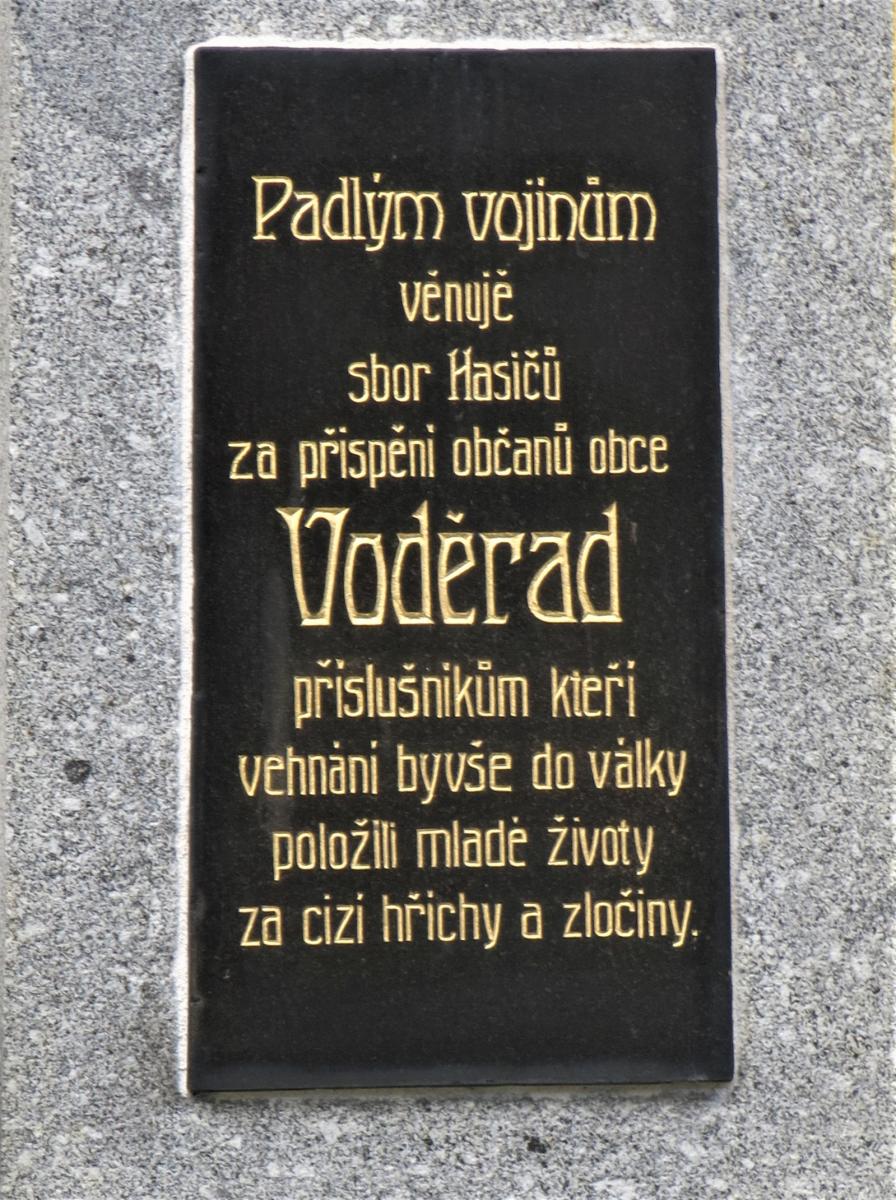 Padlým vojínům
věnujě
sbor Hasičů
za přispění občanů obce
Voděrad
příslušníkům kteří
vehnáni byvše do války
položili mladé životy
za cizí hříchy a zločiny.